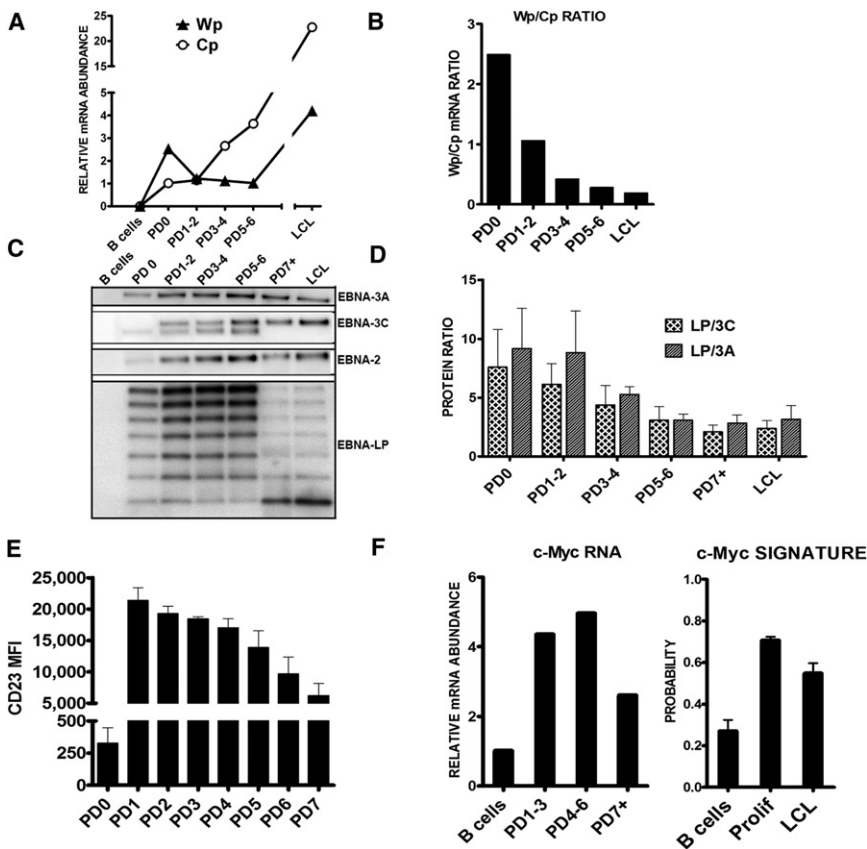 A
Wp
Cp
RELATIVE mRNA ABUNDANCE
25
20
15
10
5
4
3
2
1
0
B cells
PD0
PD1-2
PD3-4
PD5-6
LCL
B
Wp/Cp RATIO
Wp/Cp mRNA RATIO
3
2
1
0
PD0
PD1-2
PD3-4
PD5-6
LCL
C
B cells
PD 0
PD1-2
PD3-4
PD5-6
PD7+
LCL
EBNA-3A
EBNA-3C
EBNA-2
EBNA-LP
D
PROTEIN RATIO
15
10
5
0
LP/3C
LP/3A
PD0
PD1-2
PD3-4
PD5-6
PD7+
LCL
E
CD23 MFI
25,000
20,000
15,000
10,000
5,000
500
250
0
PD0
PD1
PD2
PD3
PD4
PD5
PD6
PD7
F
c-Myc RNA
RELATIVE mRNA ABUNDANCE
6
4
2
0
B cells
PD1-3
PD4-6
PD7+
c-Myc SIGNATURE
PROBABILITY
1.0
0.8
0.6
0.4
0.2
0.0
B cells
Prolif
LCL